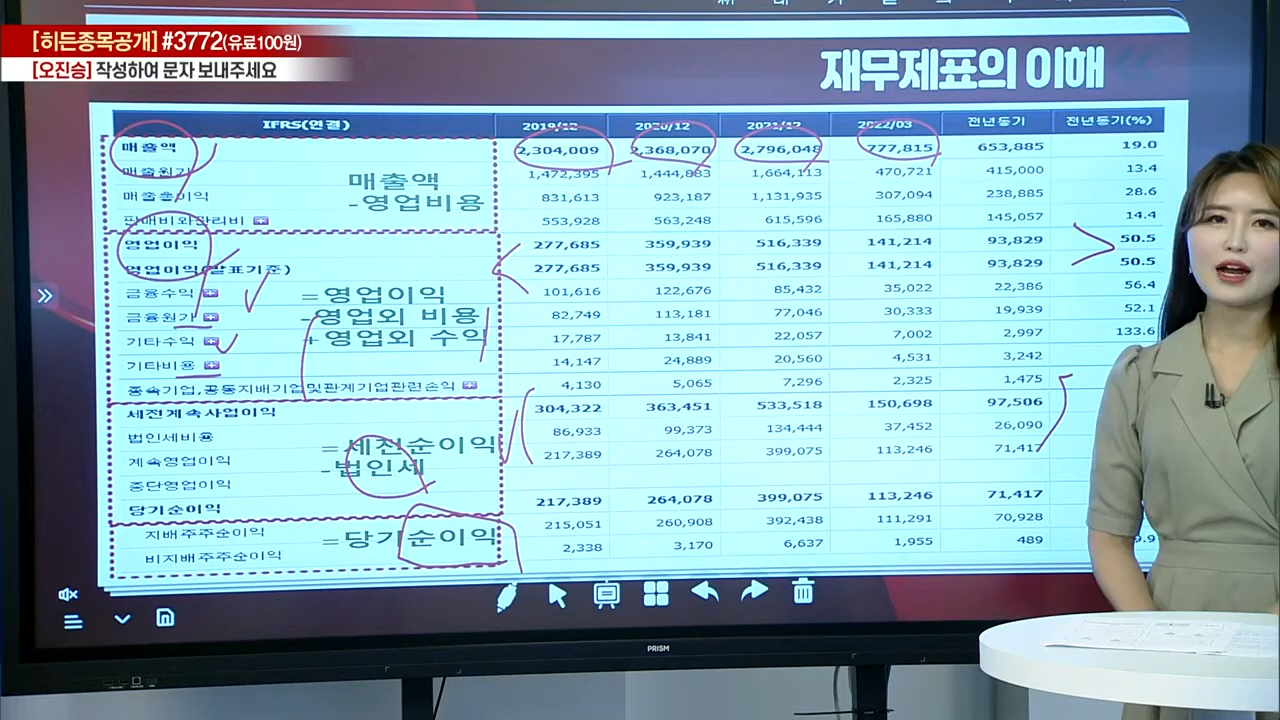 [히든종목공개] #3772(유료100원)
[오진승] 작성하여 문자 보내주세요
재무제표의 이해
IFRS(연결) 2019/12 2020/12 2021/12 2022/03 전년동기 전년동기(%)
매출액 2,304,009 2,368,070 2,796,048 777,815 653,885 19.0
매출원가 1,472,395 1,444,883 1,664,113 470,721 415,000 13.4
매출총이익 831,613 923,187 1,131,935 307,094 238,885 28.6
판매비와관리비 553,928 563,248 615,596 165,880 145,057 14.4
매출액
-영업비용
영업이익 277,685 359,939 516,339 141,214 93,829 50.5
영업이익(발표기준) 277,685 359,939 516,339 141,214 93,829 50.5
금융수익 101,616 122,676 85,432 35,022 22,386 56.4
금융원가 82,749 113,181 77,046 30,333 19,939 52.1
기타수익 17,787 13,841 22,057 7,002 2,997 133.6
기타비용 14,147 24,889 20,560 4,531 3,242
종속기업,공동지배기업및관계기업관련손익 4,130 5,065 7,296 2,325 1,475
=영업이익
-영업외 비용
+영업외 수익
세전계속사업이익 304,322 363,451 533,518 150,698 97,506
법인세비용 86,933 99,373 134,444 37,452 26,090
계속영업이익 217,389 264,078 399,075 113,246 71,417
중단영업이익
당기순이익 217,389 264,078 399,075 113,246 71,417
=세전순이익
-법인세
지배주주순이익 215,051 260,908 392,438 111,291 70,928
비지배주주순이익 2,338 3,170 6,637 1,955 489
=당기순이익
PRISM